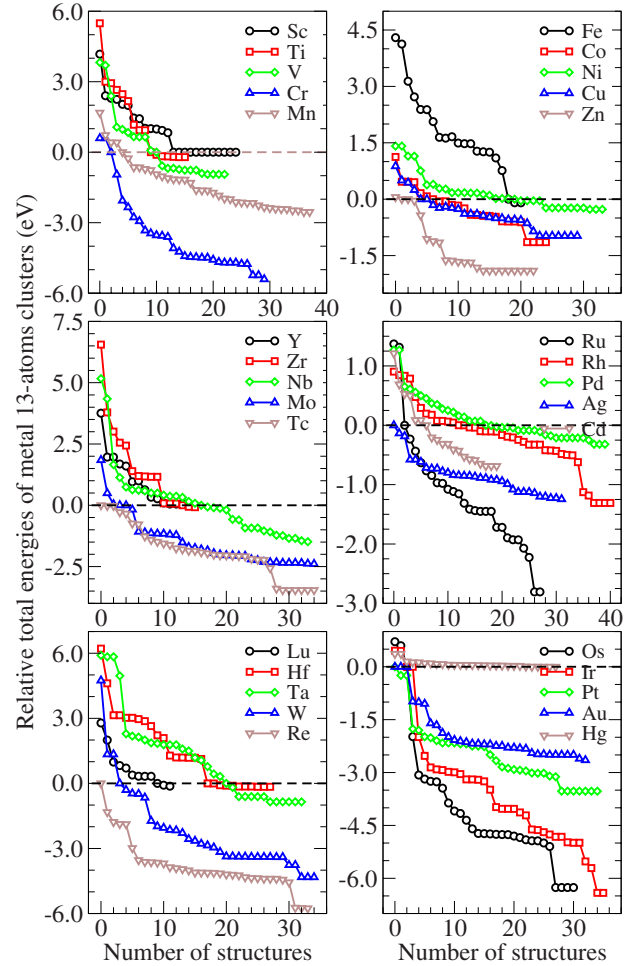 Relative total energies of metal 13-atoms clusters (eV)
6.0
3.0
0.0
-3.0
-6.0
0 10 20 30 40
Sc
Ti
V
Cr
Mn
4.5
3.0
1.5
0.0
-1.5
0 10 20 30
Fe
Co
Ni
Cu
Zn
7.5
5.0
2.5
0.0
-2.5
0 10 20 30
Y
Zr
Nb
Mo
Tc
1.0
0.0
-1.0
-2.0
-3.0
0 10 20 30 40
Ru
Rh
Pd
Ag
Cd
6.0
3.0
0.0
-3.0
-6.0
0 10 20 30
Lu
Hf
Ta
W
Re
Number of structures
0.0
-1.5
-3.0
-4.5
-6.0
0 10 20 30
Os
Ir
Pt
Au
Hg
Number of structures